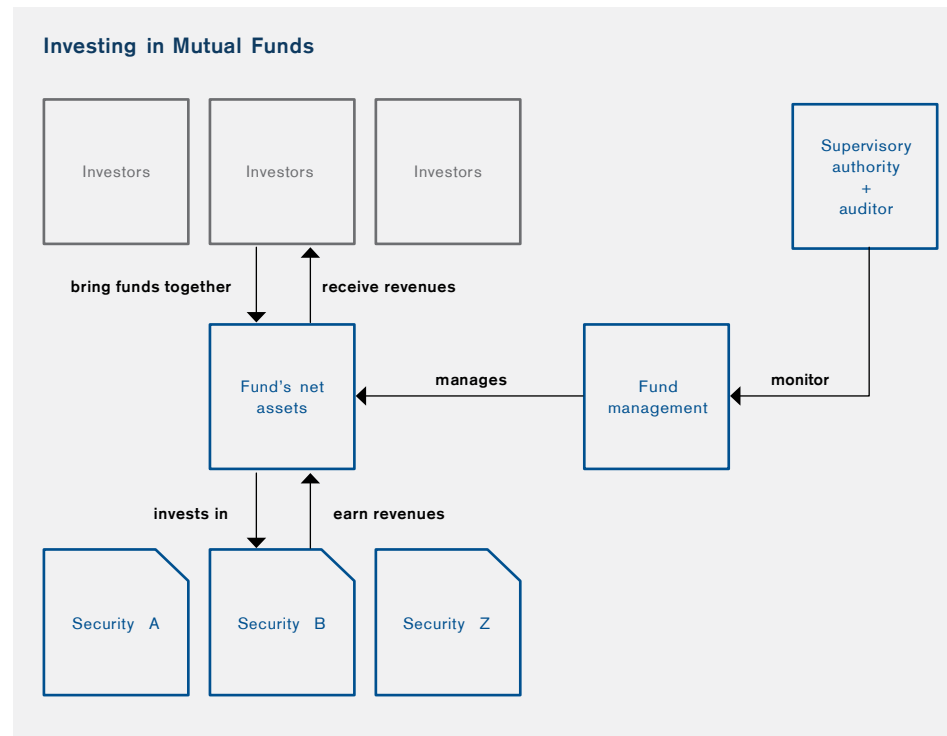 Investing in Mutual Funds
Investors
Investors
Investors
Supervisory
authority
+
auditor
bring funds together
receive revenues
Fund's net
assets
manages
Fund
management
monitor
invests in
earn revenues
Security A
Security B
Security Z